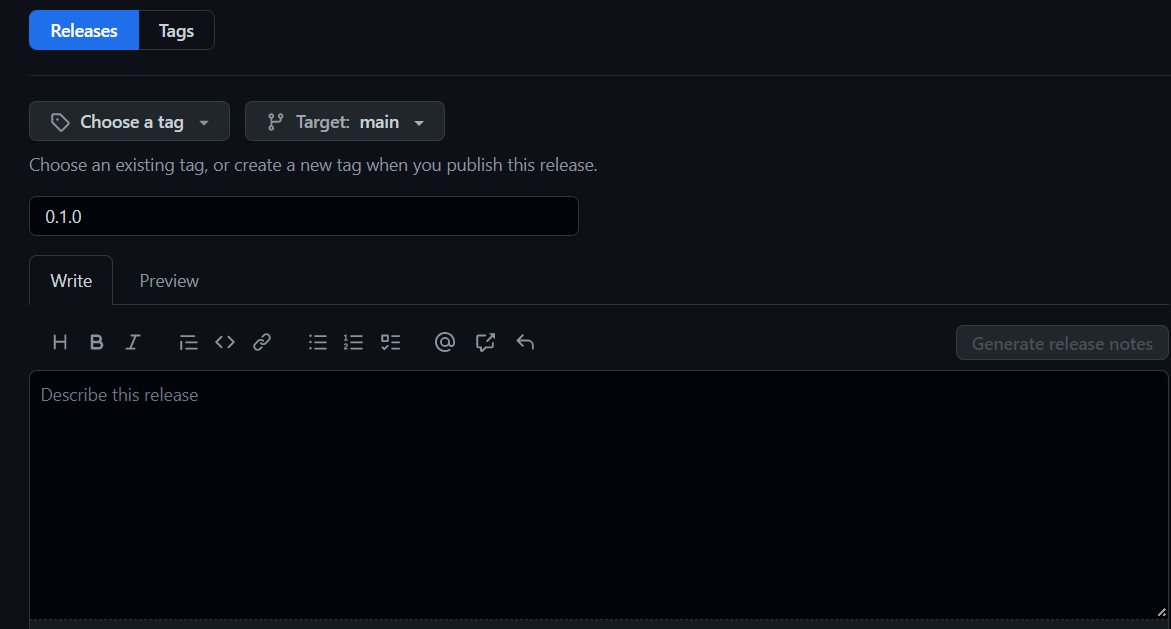 Releases Tags
Choose a tag Target: main
Choose an existing tag, or create a new tag when you publish this release.
0.1.0
Write Preview
Generate release notes
Describe this release